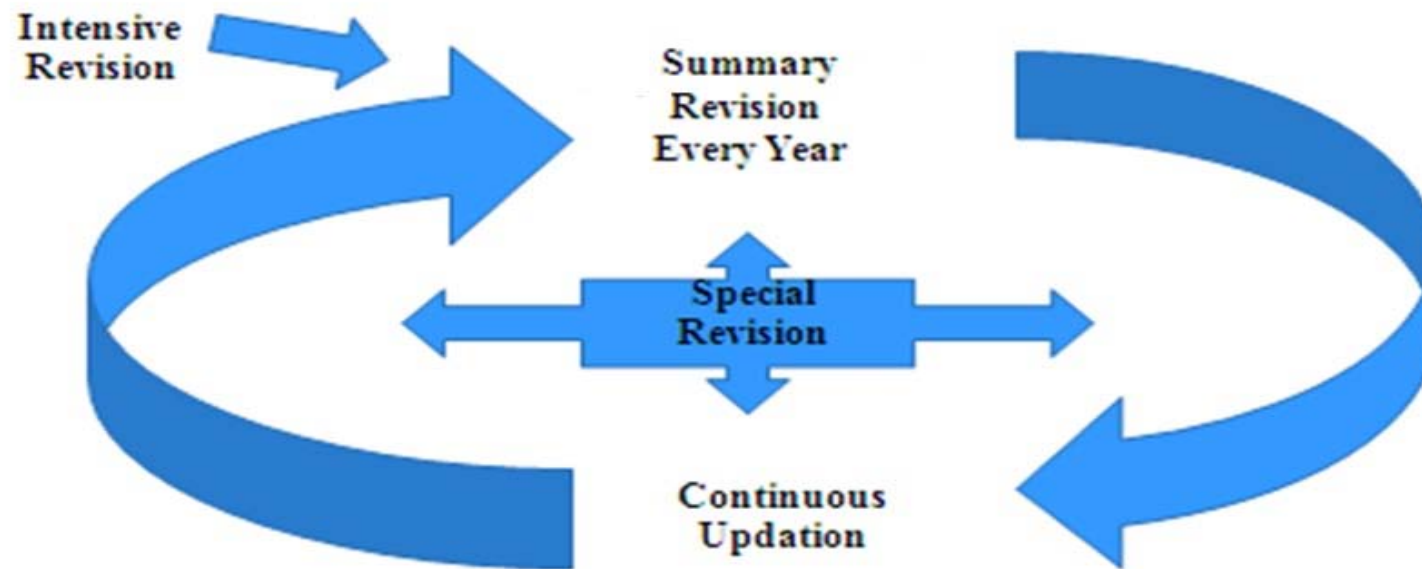 Intensive
Revision
Summary
Revision
Every Year
Special
Revision
Continuous
Updation